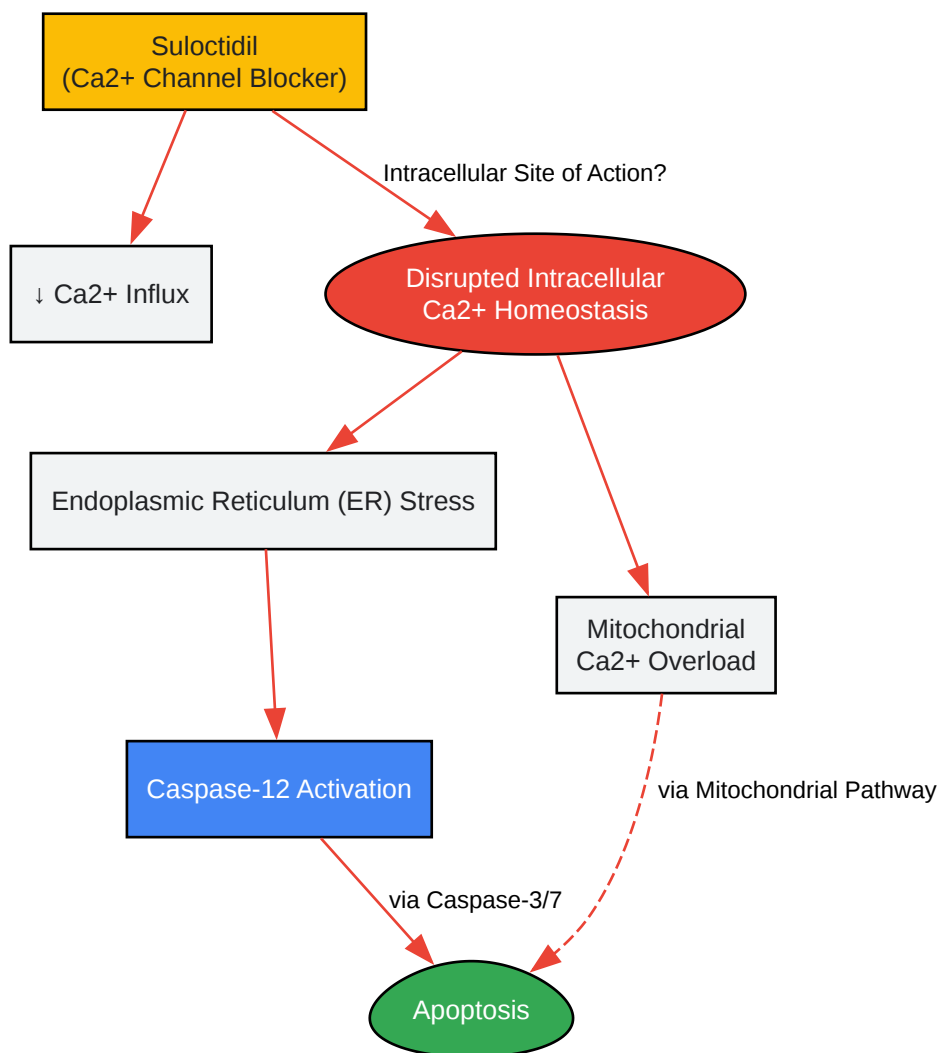 Suloctidil
(Ca2+ Channel Blocker)
Intracellular Site of Action?
↓ Ca2+ Influx
Disrupted Intracellular
Ca2+ Homeostasis
Endoplasmic Reticulum (ER) Stress
Mitochondrial
Ca2+ Overload
Caspase-12 Activation
via Mitochondrial Pathway
via Caspase-3/7
Apoptosis